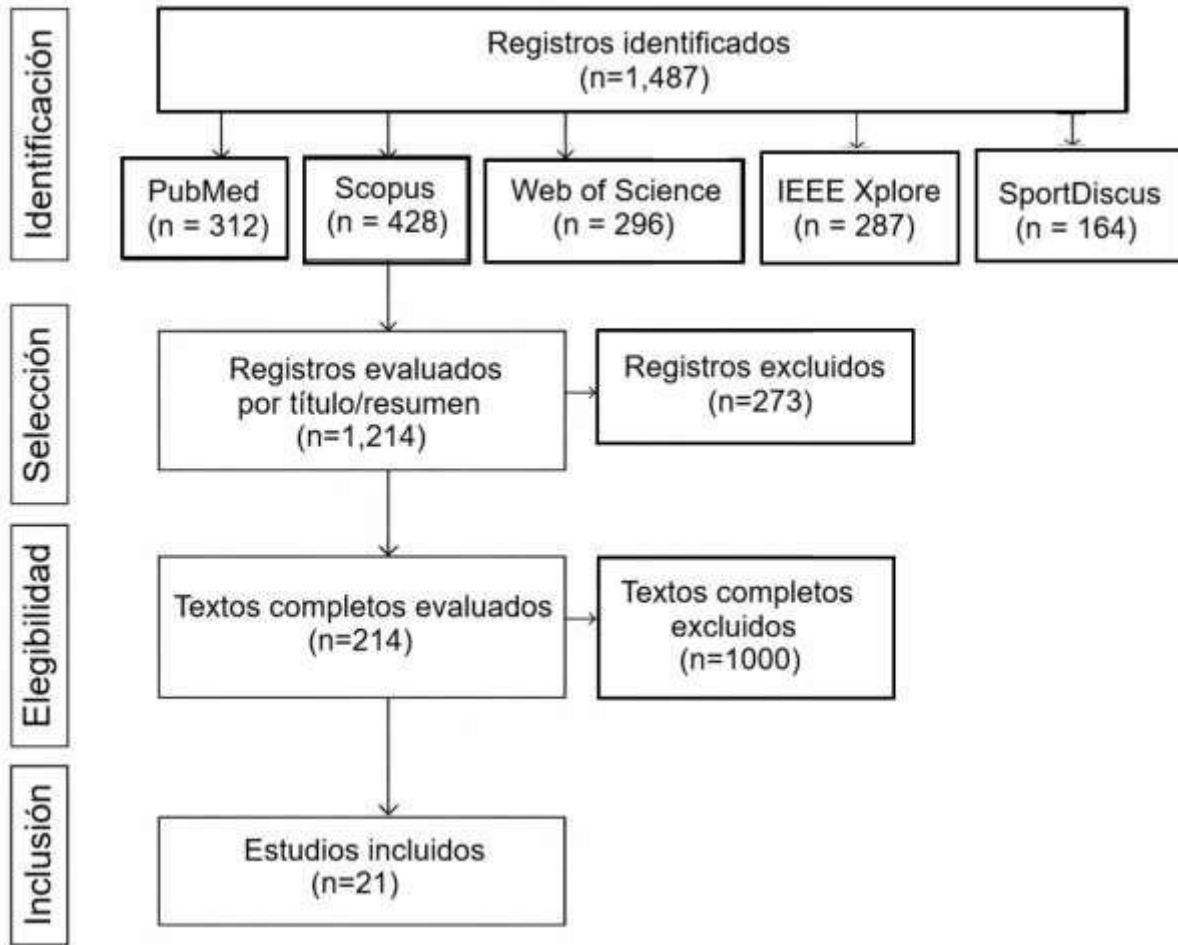 Identificación
Registros identificados
(n=1,487)
PubMed
(n = 312)
Scopus
(n = 428)
Web of Science
(n = 296)
IEEE Xplore
(n = 287)
SportDiscus
(n = 164)
Selección
Registros evaluados
por título/resumen
(n=1,214)
Registros excluidos
(n=273)
Elegibilidad
Textos completos evaluados
(n=214)
Textos completos
excluidos
(n=1000)
Inclusión
Estudios incluidos
(n=21)